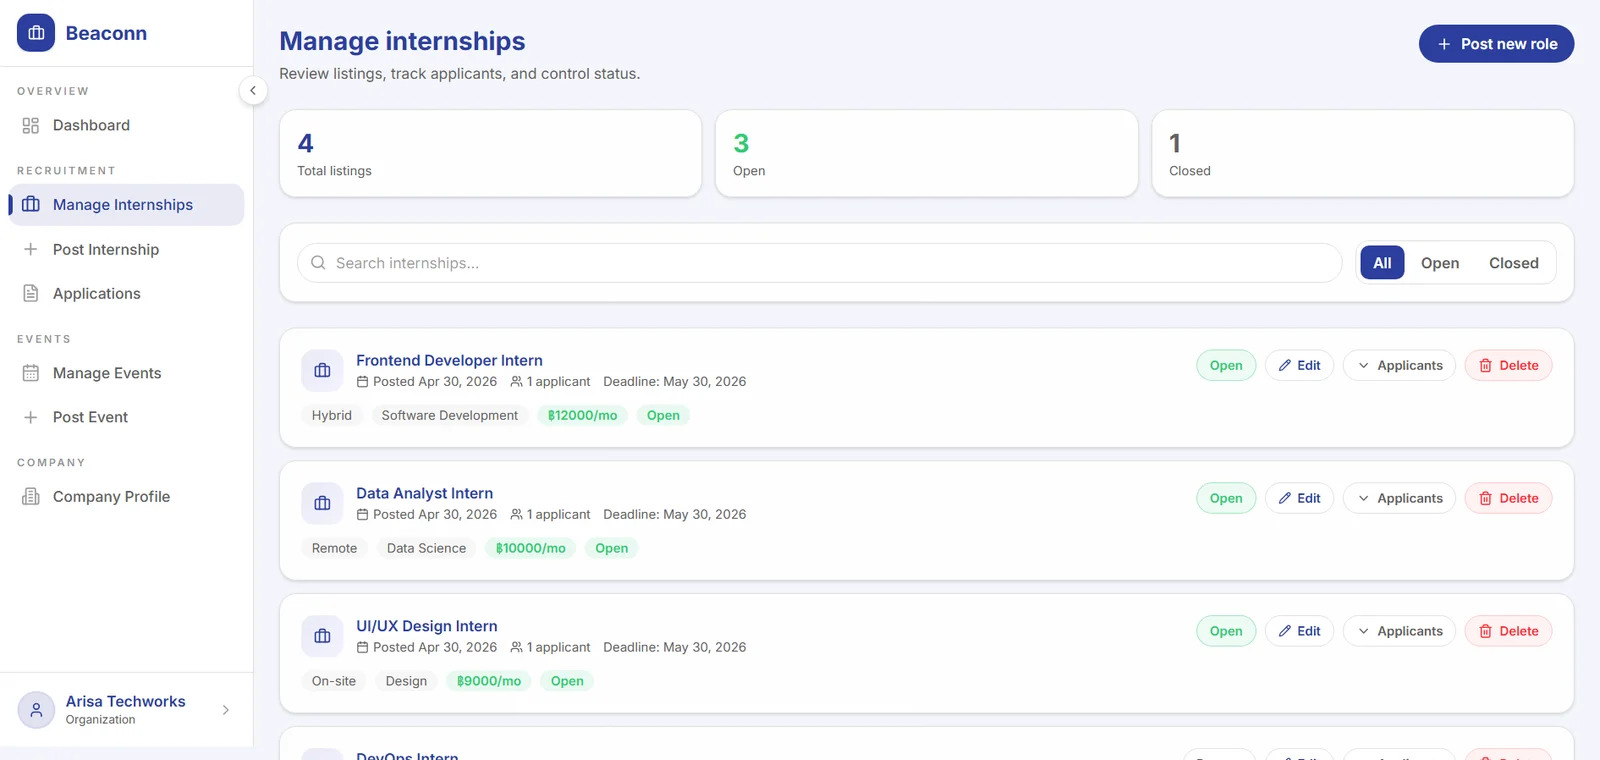 Beaconn
OVERVIEW
Dashboard
RECRUITMENT
Manage Internships
Post Internship
Applications
EVENTS
Manage Events
Post Event
COMPANY
Company Profile
Arisa Techworks
Organization
Manage internships
Review listings, track applicants, and control status.
Post new role
4
Total listings
3
Open
1
Closed
Search internships...
All Open Closed
Frontend Developer Intern
Posted Apr 30, 2026 1 applicant Deadline: May 30, 2026
Hybrid Software Development ฿12000/mo Open
Open Edit Applicants Delete
Data Analyst Intern
Posted Apr 30, 2026 1 applicant Deadline: May 30, 2026
Remote Data Science ฿10000/mo Open
Open Edit Applicants Delete
UI/UX Design Intern
Posted Apr 30, 2026 1 applicant Deadline: May 30, 2026
On-site Design ฿9000/mo Open
Open Edit Applicants Delete
DevOps Intern